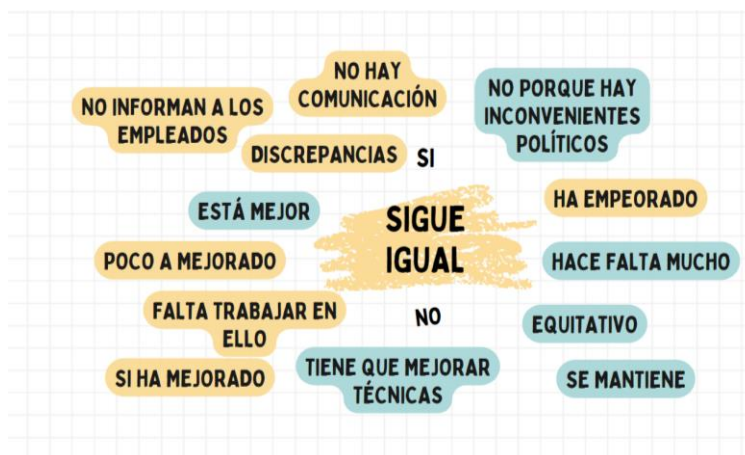 NO HAY
COMUNICACIÓN
NO PORQUE HAY
INCONVENIENTES
POLÍTICOS
NO INFORMAN A LOS
EMPLEADOS
DISCREPANCIAS
SI
HA EMPEORADO
ESTÁ MEJOR
SIGUE
IGUAL
POCO A MEJORADO
HACE FALTA MUCHO
FALTA TRABAJAR EN
ELLO
NO
EQUITATIVO
SI HA MEJORADO
TIENE QUE MEJORAR
TÉCNICAS
SE MANTIENE